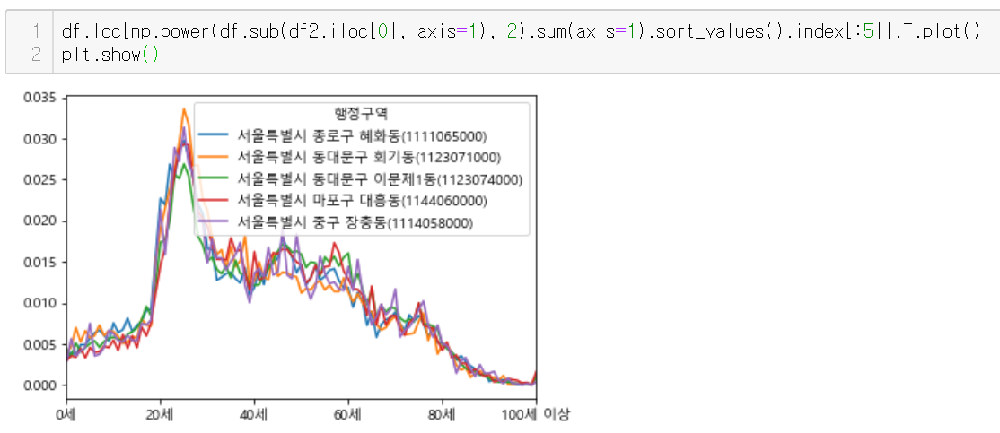 1 df.loc[np.power(df.sub(df2.iloc[0], axis=1), 2).sum(axis=1).sort_values().index[:5]].T.plot()
2 plt.show()
0.035
0.030
0.025
0.020
0.015
0.010
0.005
0.000
행정구역
서울특별시 종로구 혜화동(1111065000)
서울특별시 동대문구 회기동(1123071000)
서울특별시 동대문구 이문제1동(1123074000)
서울특별시 마포구 대흥동(1144060000)
서울특별시 중구 장충동(1114058000)
0세 20세 40세 60세 80세 100세 이상